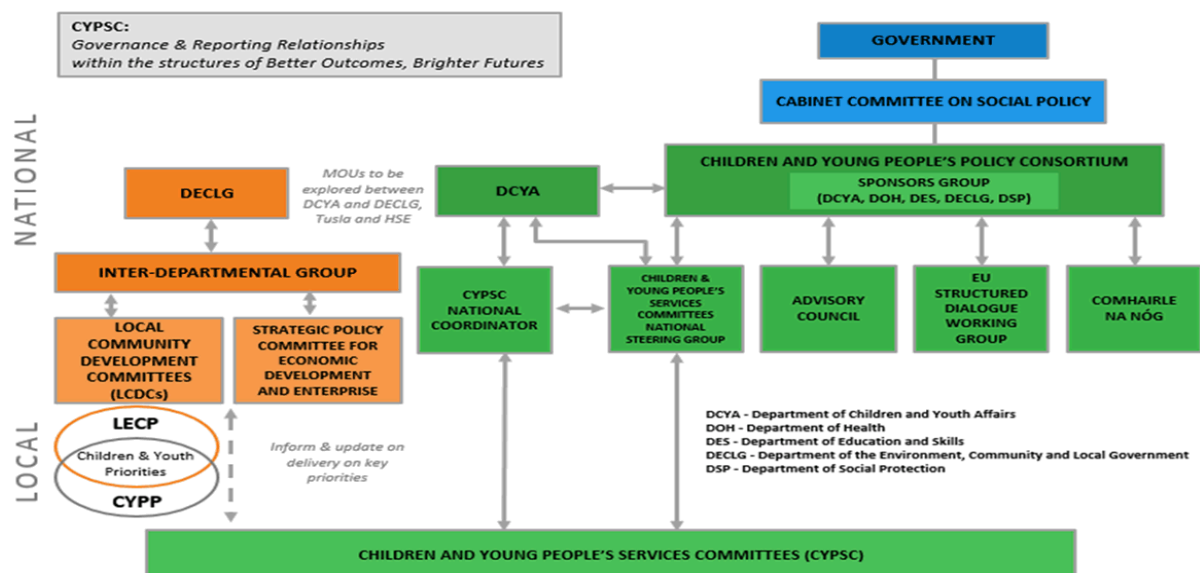 CYPSC:
Governance & Reporting Relationships
within the structures of Better Outcomes, Brighter Futures
GOVERNMENT
CABINET COMMITTEE ON SOCIAL POLICY
NATIONAL
CHILDREN AND YOUNG PEOPLE'S POLICY CONSORTIUM
SPONSORS GROUP
(DCYA, DOH, DES, DECLG, DSP)
DECLG
MOUs to be
explored between
DCYA and DECLG,
Tusla and HSE
DCYA
INTER-DEPARTMENTAL GROUP
LOCAL
COMMUNITY
DEVELOPMENT
COMMITTEES
(LCDCs)
STRATEGIC POLICY
COMMITTEE FOR
ECONOMIC
DEVELOPMENT
AND ENTERPRISE
CYPSC
NATIONAL
COORDINATOR
CHILDREN &
YOUNG PEOPLE'S
SERVICES
COMMITTEES
NATIONAL
STEERING GROUP
ADVISORY
COUNCIL
EU
STRUCTURED
DIALOGUE
WORKING
GROUP
COMHAIRLE
NA NÓG
LOCAL
LECP
Children & Youth
Priorities
CYPP
Inform & update on
delivery on key
priorities
DCYA - Department of Children and Youth Affairs
DOH - Department of Health
DES - Department of Education and Skills
DECLG - Department of the Environment, Community and Local Government
DSP - Department of Social Protection
CHILDREN AND YOUNG PEOPLE'S SERVICES COMMITTEES (CYPSC)